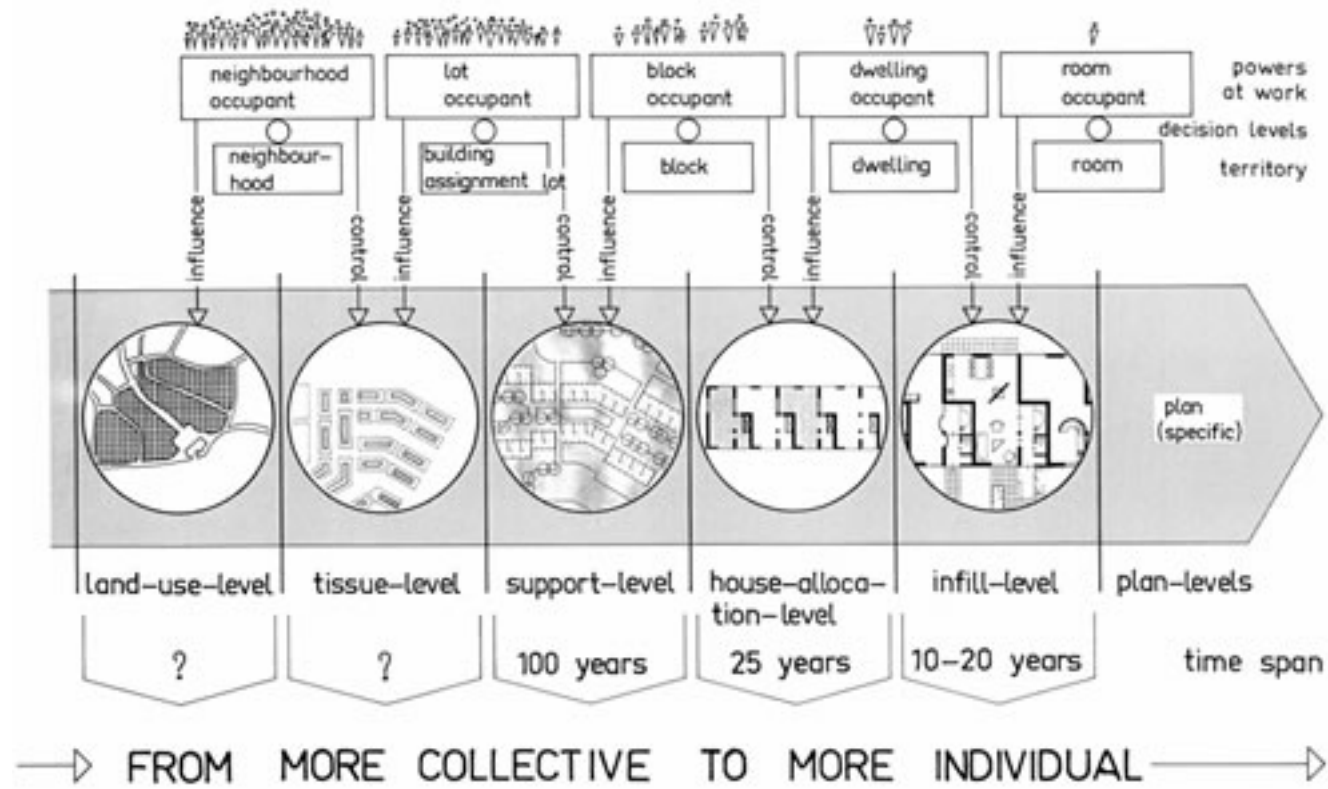 neighbourhood
occupant
lot
occupant
block
occupant
dwelling
occupant
room
occupant
powers
at work
decision levels
neighbour-
hood
building
assignment lot
block
dwelling
room
territory
influence
control
influence
control
influence
control
influence
control
influence
plan
(specific)
land-use-level
tissue-level
support-level
house-alloca-
tion-level
infill-level
plan-levels
?
?
100 years
25 years
10-20 years
time span
FROM MORE COLLECTIVE TO MORE INDIVIDUAL